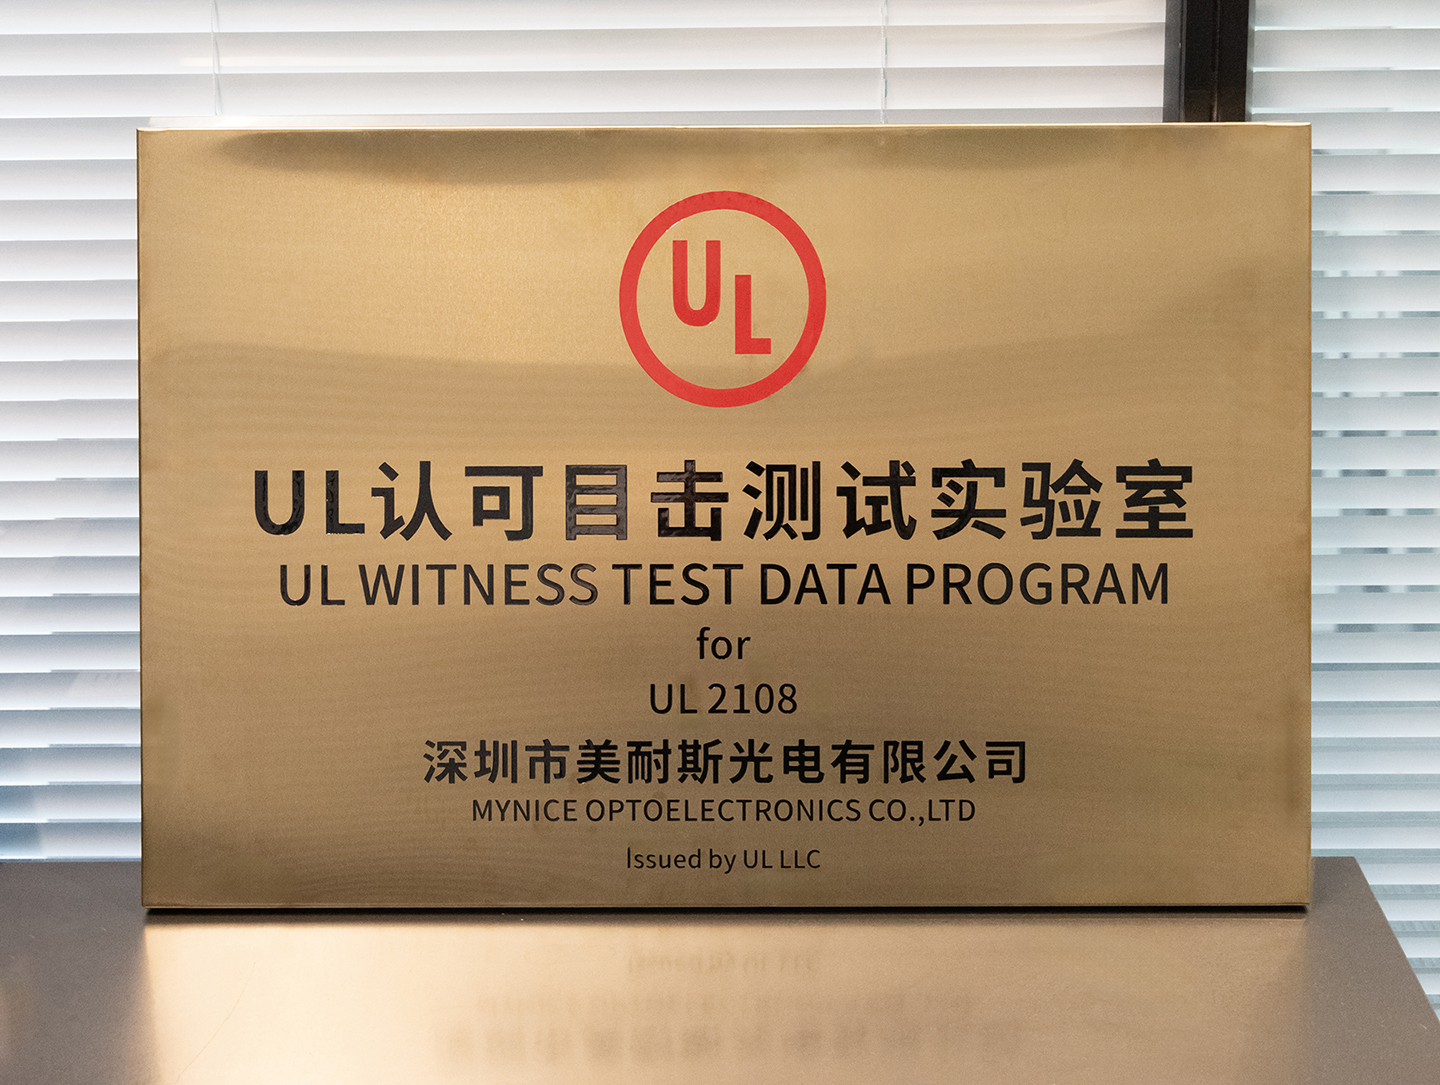 UL
UL认可目击测试实验室
UL WITNESS TEST DATA PROGRAM
for
UL 2108
深圳市美耐斯光电有限公司
MYNICE OPTOELECTRONICS CO.,LTD
Issued by UL LLC